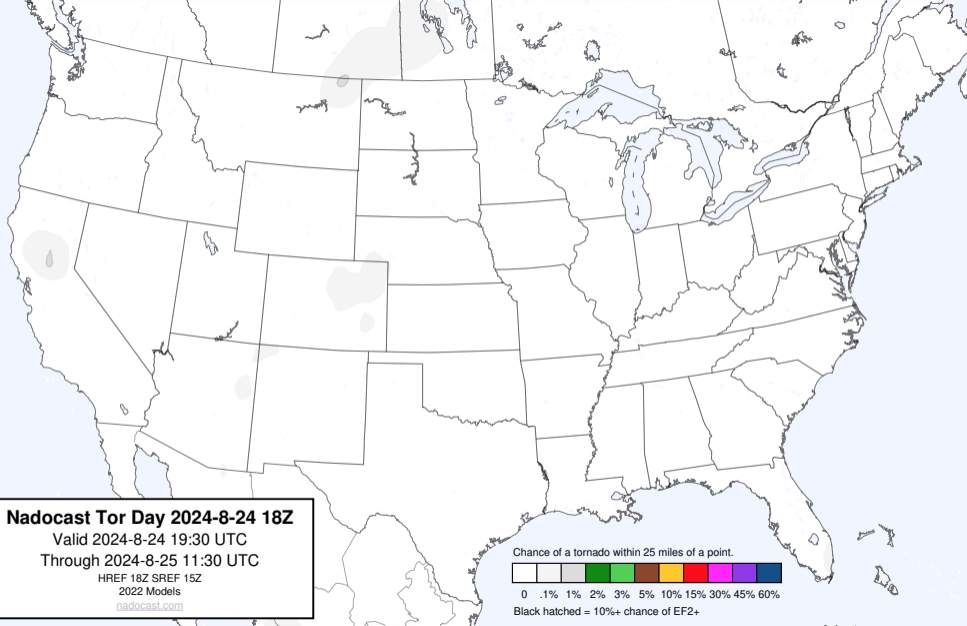 Nadocast Tor Day 2024-8-24 18Z
Valid 2024-8-24 19:30 UTC
Through 2024-8-25 11:30 UTC
HREF 18Z SREF 15Z
2022 Models
nadocast.com
Chance of a tornado within 25 miles of a point.
0 .1% 1% 2% 3% 5% 10% 15% 30% 45% 60%
Black hatched = 10%+ chance of EF2+